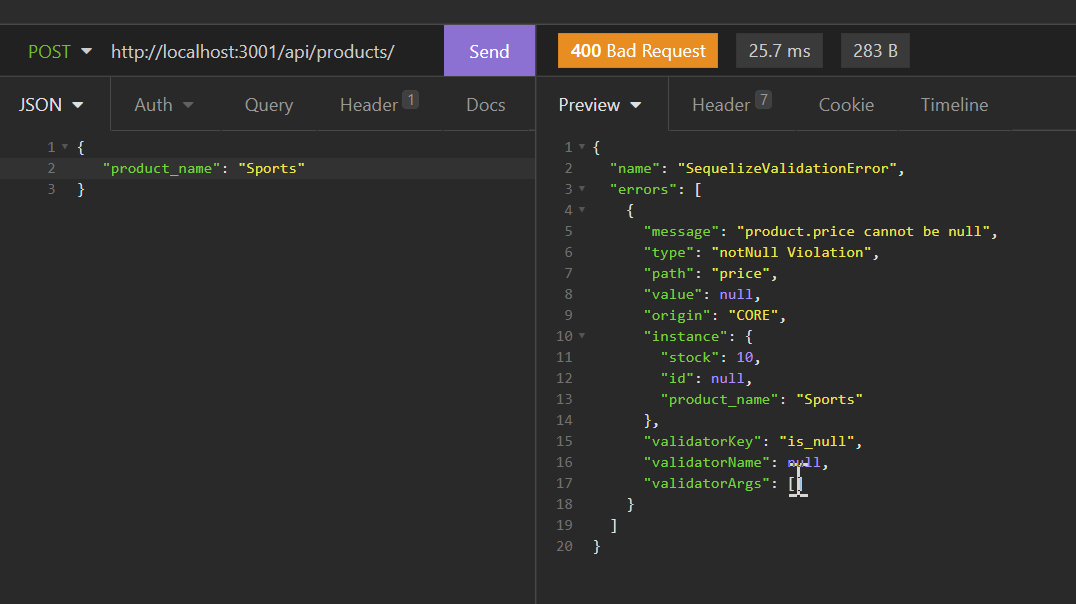 POST http://localhost:3001/api/products/ Send 400 Bad Request 25.7 ms 283 B
JSON Auth Query Header 1 Docs Preview Header 7 Cookie Timeline
1 {
2 "product_name": "Sports"
3 }
1 {
2 "name": "SequelizeValidationError",
3 "errors": [
4 {
5 "message": "product.price cannot be null",
6 "type": "notNull Violation",
7 "path": "price",
8 "value": null,
9 "origin": "CORE",
10 "instance": {
11 "stock": 10,
12 "id": null,
13 "product_name": "Sports"
14 },
15 "validatorKey": "is_null",
16 "validatorName": null,
17 "validatorArgs": []
18 }
19 ]
20 }